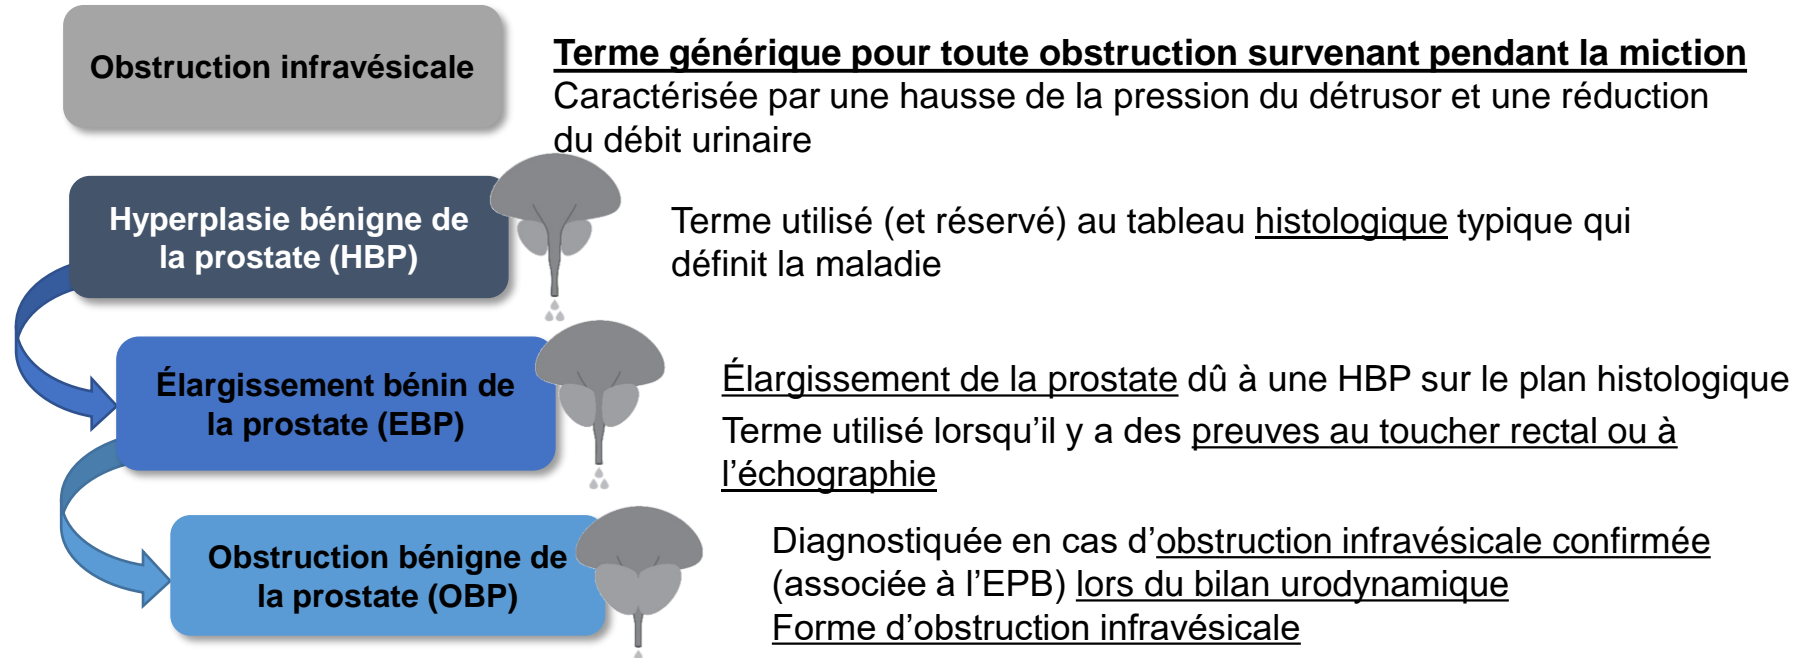 Obstruction infravésicale
Terme générique pour toute obstruction survenant pendant la miction
Caractérisée par une hausse de la pression du détrusor et une réduction
du débit urinaire
Hyperplasie bénigne de
la prostate (HBP)
Terme utilisé (et réservé) au tableau histologique typique qui
définit la maladie
Élargissement bénin de
la prostate (EBP)
Élargissement de la prostate dû à une HBP sur le plan histologique
Terme utilisé lorsqu’il y a des preuves au toucher rectal ou à
l’échographie
Obstruction bénigne de
la prostate (OBP)
Diagnostiquée en cas d’obstruction infravésicale confirmée
(associée à l’EPB) lors du bilan urodynamique
Forme d’obstruction infravésicale